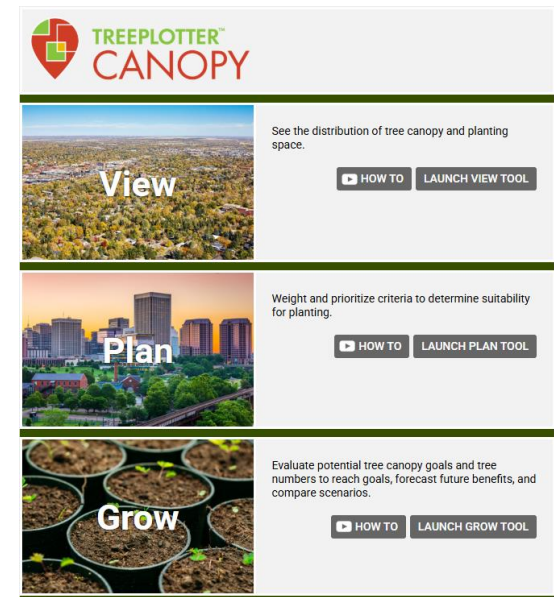 TREEPLOTTER™
CANOPY
View
See the distribution of tree canopy and planting
space.
HOW TO
LAUNCH VIEW TOOL
Plan
Weight and prioritize criteria to determine suitability
for planting.
HOW TO
LAUNCH PLAN TOOL
Grow
Evaluate potential tree canopy goals and tree
numbers to reach goals, forecast future benefits, and
compare scenarios.
HOW TO
LAUNCH GROW TOOL